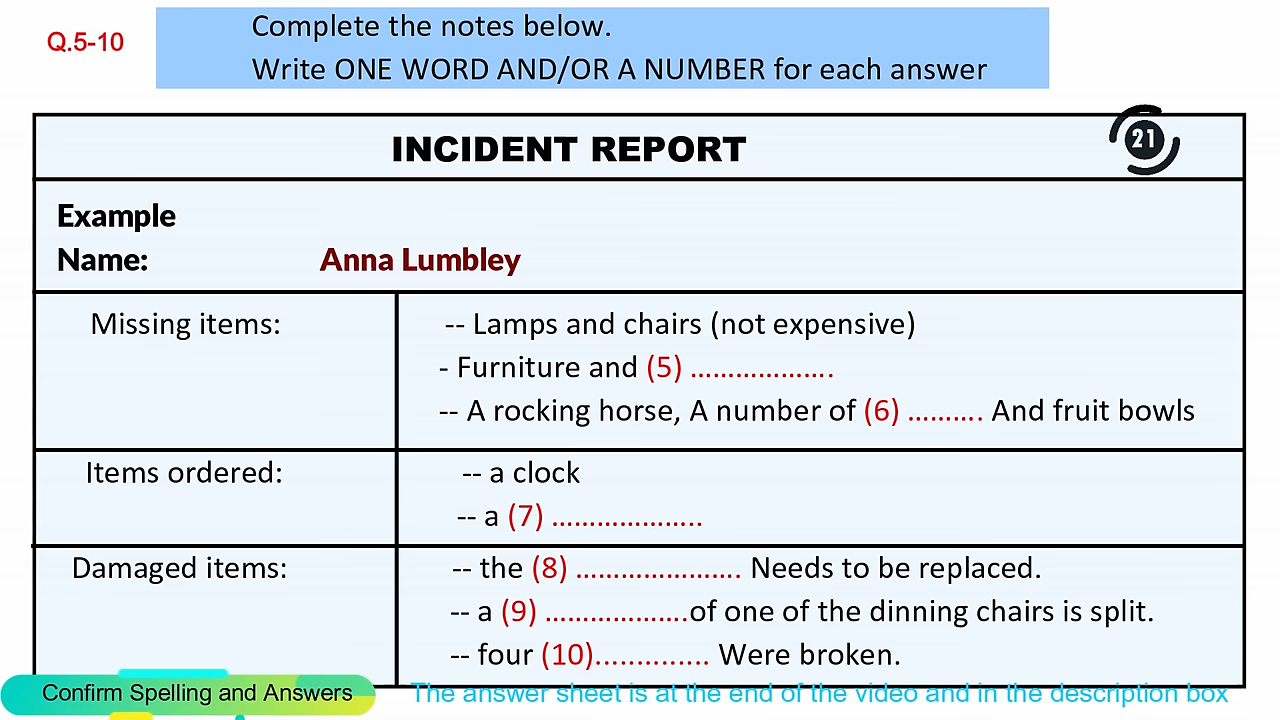 Q.5-10
Complete the notes below.
Write ONE WORD AND/OR A NUMBER for each answer
INCIDENT REPORT
21
Example
Name: Anna Lumbley
Missing items: -- Lamps and chairs (not expensive)
- Furniture and (5) ……………….
-- A rocking horse, A number of (6) ………. And fruit bowls
Items ordered: -- a clock
-- a (7) ………………..
Damaged items: -- the (8) …………………. Needs to be replaced.
-- a (9) ……………….of one of the dinning chairs is split.
-- four (10)............... Were broken.
Confirm Spelling and Answers
The answer sheet is at the end of the video and in the description box